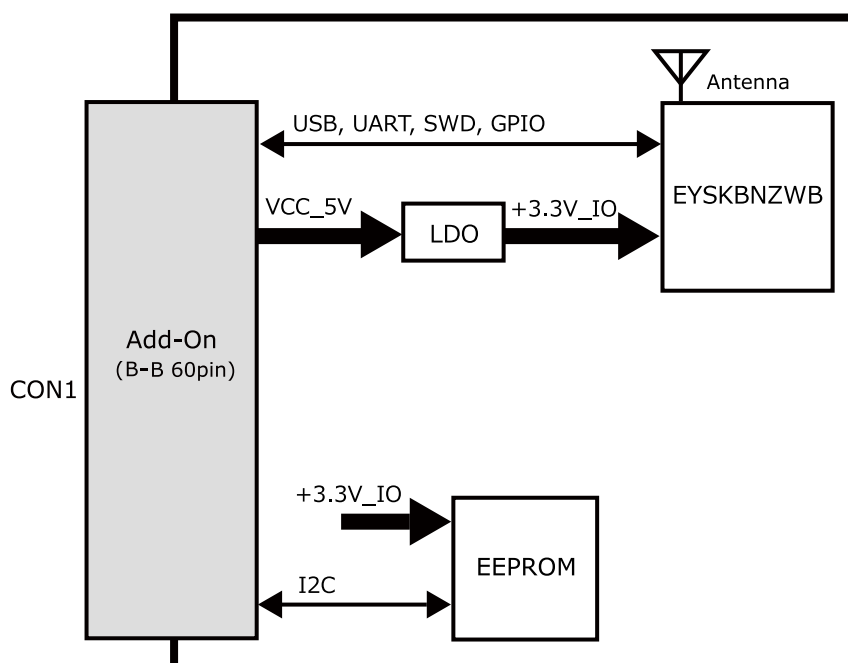 Antenna
USB, UART, SWD, GPIO
EYSKBNZWB
VCC_5V
+3.3V_IO
LDO
Add-On
(B-B 60pin)
CON1
+3.3V_IO
EEPROM
I2C